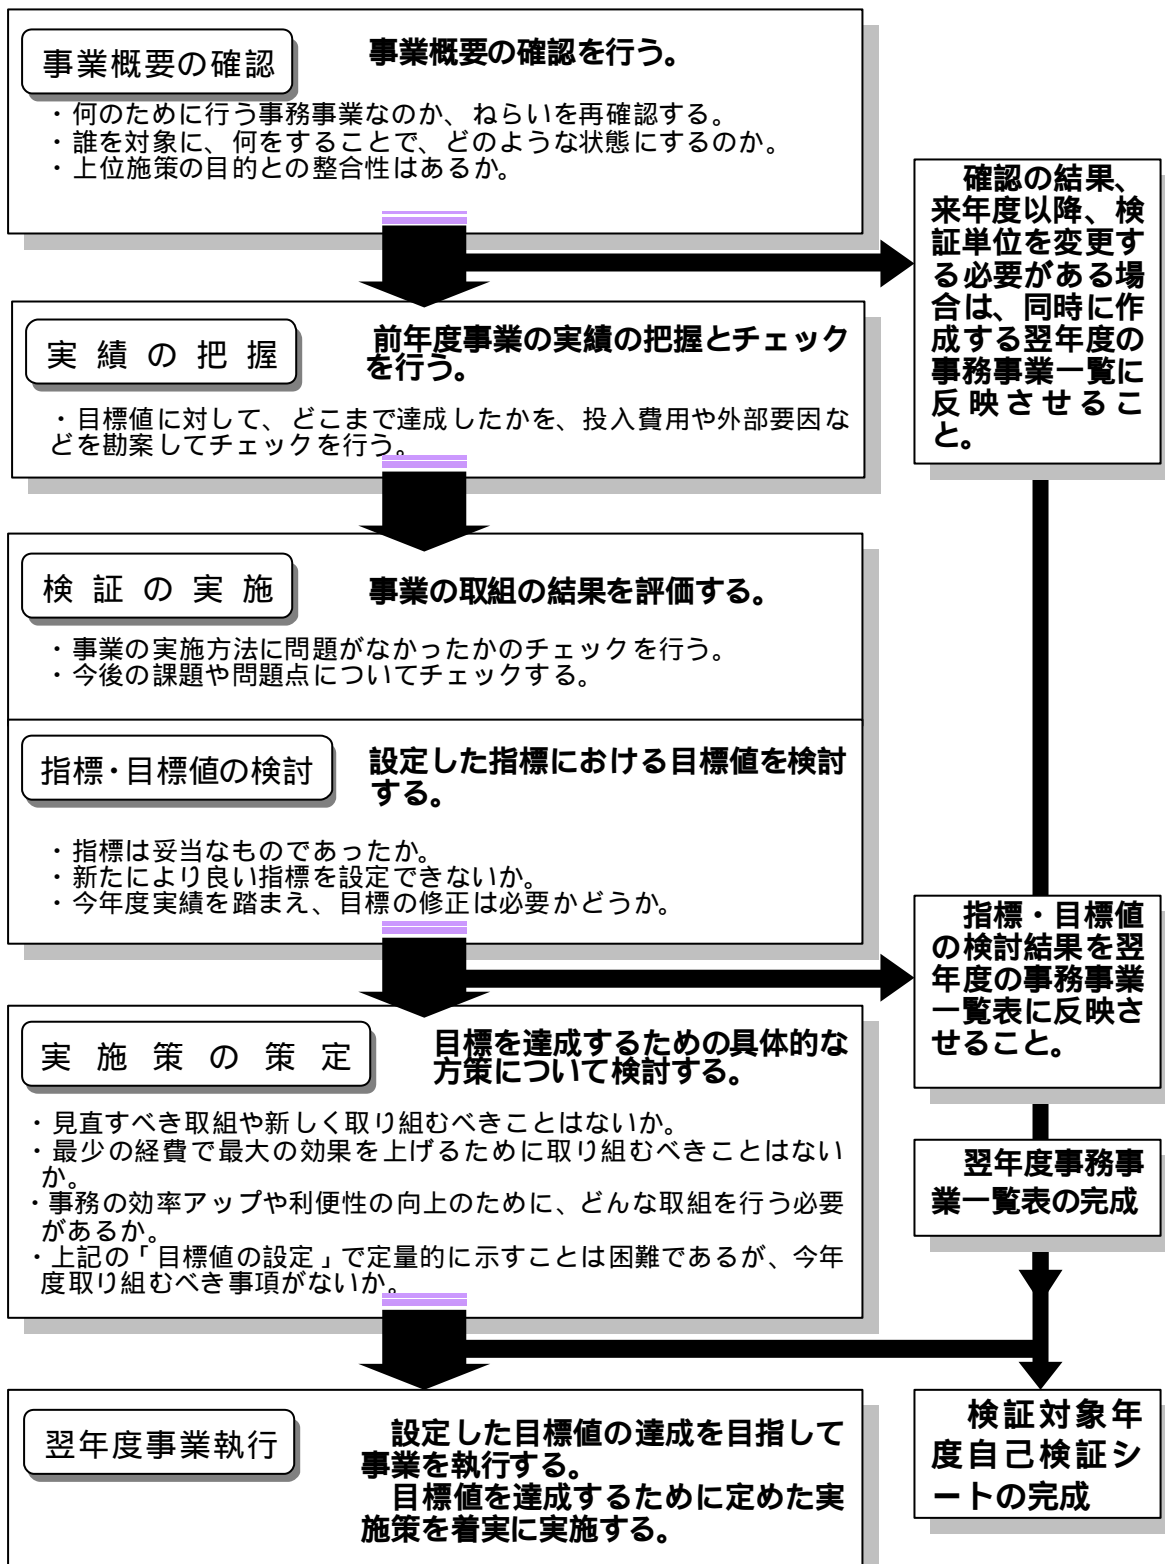 事業概要の確認
事業概要の確認を行う。
・何のために行う事務事業なのか、ねらいを再確認する。
・誰を対象に、何をすることで、どのような状態にするのか。
・上位施策の目的との整合性はあるか。
確認の結果、
来年度以降、検
証単位を変更す
る必要がある場
合は、同時に作
成する翌年度の
事務事業一覧に
反映させるこ
と。
実績の把握
前年度事業の実績の把握とチェック
を行う。
・目標値に対して、どこまで達成したかを、投入費用や外部要因な
どを勘案してチェックを行う。
検証の実施
事業の取組の結果を評価する。
・事業の実施方法に問題がなかったかのチェックを行う。
・今後の課題や問題点についてチェックする。
指標・目標値の検討
設定した指標における目標値を検討
する。
・指標は妥当なものであったか。
・新たにより良い指標を設定できないか。
・今年度実績を踏まえ、目標の修正は必要かどうか。
指標・目標値
の検討結果を翌
年度の事務事業
一覧表に反映さ
せること。
実施策の策定
目標を達成するための具体的な
方策について検討する。
・見直すべき取組や新しく取り組むべきことはないか。
・最少の経費で最大の効果を上げるために取り組むべきことはない
か。
・事務の効率アップや利便性の向上のために、どんな取組を行う必要
があるか。
・上記の「目標値の設定」で定量的に示すことは困難であるが、今年
度取り組むべき事項がないか。
翌年度事務事
業一覧表の完成
翌年度事業執行
設定した目標値の達成を目指して
事業を執行する。
目標値を達成するために定めた実
施策を着実に実施する。
検証対象年
度自己検証シ
ートの完成